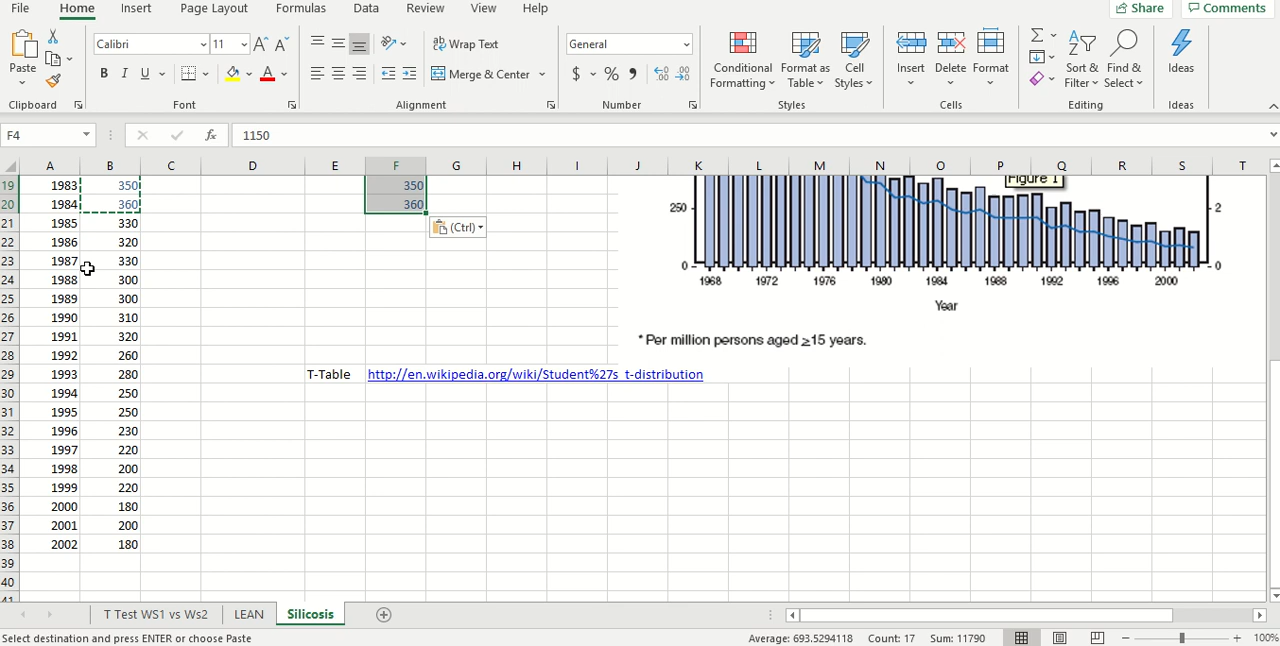 File Home Insert Page Layout Formulas Data Review View Help Share Comments
Calibri 11 A A Wrap Text General
Paste B I U A Merge & Center $ % 9 Conditional Formatting Format as Table Cell Styles Insert Delete Format Sort & Filter Find & Select Ideas
Clipboard Font Alignment Number Styles Cells Editing Ideas
F4 fx 1150
A B C D E F G H I J K L M N O P Q R S T
19 1983 350 350 Figure 1
20 1984 360 360 250 2
21 1985 330 (Ctrl)
22 1986 320
23 1987 330 0 0
24 1988 300 1968 1972 1976 1980 1984 1988 1992 1996 2000
25 1989 300 Year
26 1990 310
27 1991 320 * Per million persons aged ≥15 years.
28 1992 260
29 1993 280 T-Table http://en.wikipedia.org/wiki/Student%27s_t-distribution
30 1994 250
31 1995 250
32 1996 230
33 1997 220
34 1998 200
35 1999 220
36 2000 180
37 2001 200
38 2002 180
39
40
41
T Test WS1 vs Ws2 LEAN Silicosis
Select destination and press ENTER or choose Paste Average: 693.5294118 Count: 17 Sum: 11790 100%